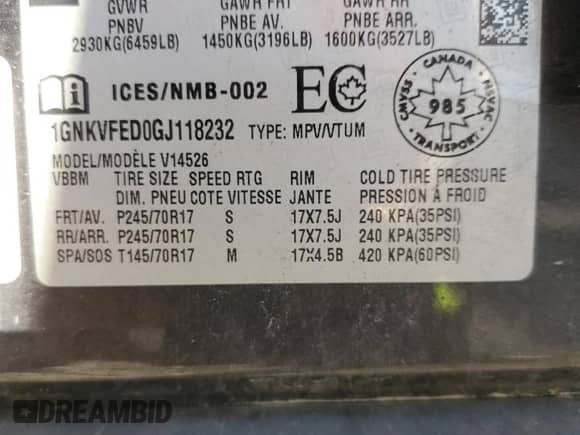 GVWR
GAWR FRT
GAWR RR
PNBV
PNBE AV.
PNBE ARR.
2930KG(6459LB)
1450KG(3196LB)
1600KG(3527LB)
ICES/NMB-002
EC
CANADA
CMVSS
985
NSVAC
TRANSPORT
1GNKVFED0GJ118232 TYPE: MPV/VTUM
MODEL/MODÈLE V14526
VBBM TIRE SIZE SPEED RTG RIM COLD TIRE PRESSURE
DIM. PNEU COTE VITESSE JANTE PRESSION À FROID
FRT/AV. P245/70R17 S 17X7.5J 240 KPA(35PSI)
RR/ARR. P245/70R17 S 17X7.5J 240 KPA(35PSI)
SPA/SOS T145/70R17 M 17X4.5B 420 KPA(60PSI)
DREAMBID